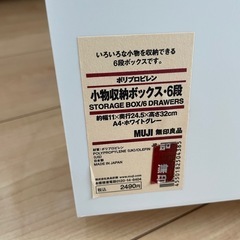 いろいろな小物を収納できる
6段ボックスです。
ポリプロピレン
小物収納ボックス・6段
STORAGE BOX/6 DRAWERS
約幅11×奥行24.5×高さ32cm
A4・ホワイトグレー
MUJI 無印良品
MADE IN JAPAN
税込 2490円